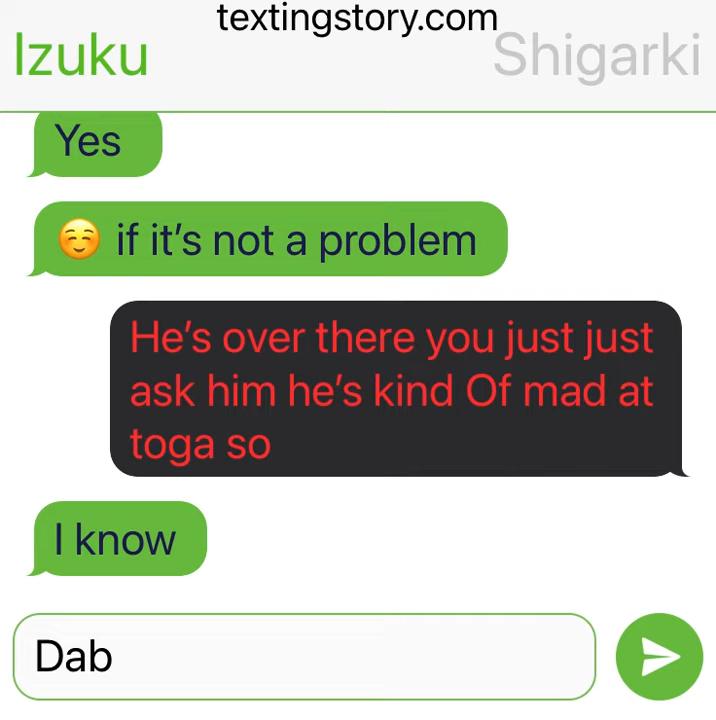 textingstory.com
Izuku
Shigarki
Yes
☺️ if it's not a problem
He's over there you just just
ask him he's kind Of mad at
toga so
I know
Dab